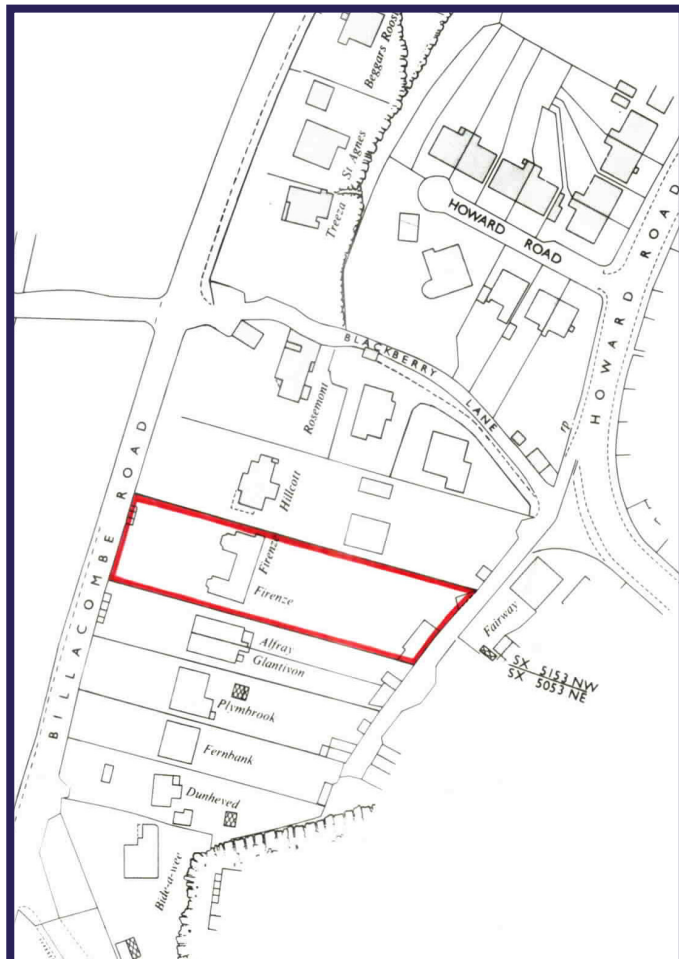 Beggars Roost
St Agnes
Treeza
HOWARD ROAD
HOWARD ROAD
BLACKBERRY LANE
Rosemont
rp
Hillcott
BILLACOMBE ROAD
Firenze
Firenze
Fairway
Alfray
Glantivon
SX 5153 NW
SX 5053 NE
Plymbrook
Fernbank
Dunheved
Bide-a-wee